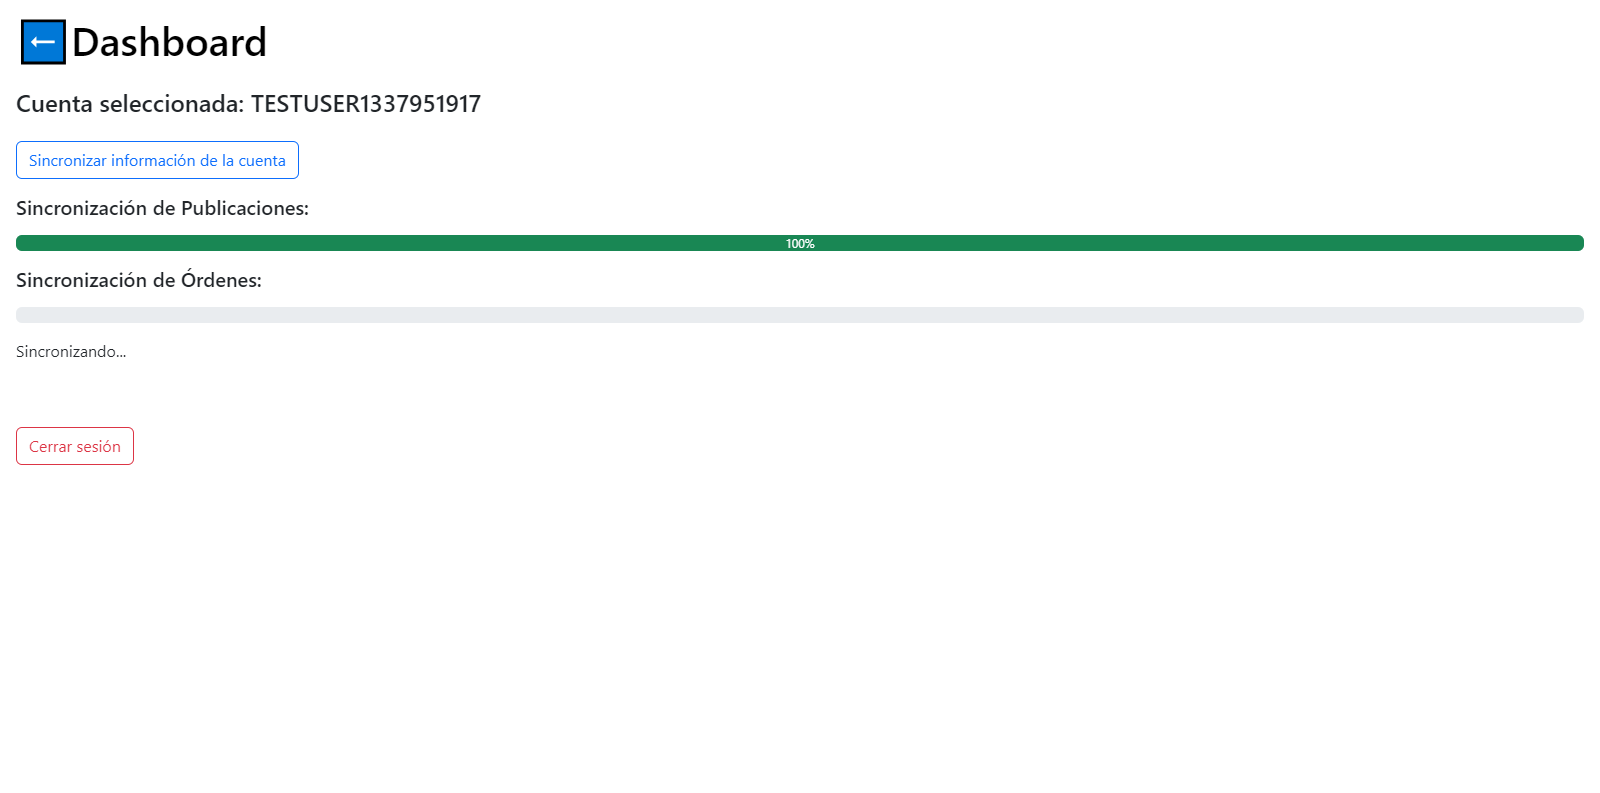 Dashboard
Cuenta seleccionada: TESTUSER1337951917
Sincronizar información de la cuenta
Sincronización de Publicaciones:
100%
Sincronización de Órdenes:
Sincronizando...
Cerrar sesión